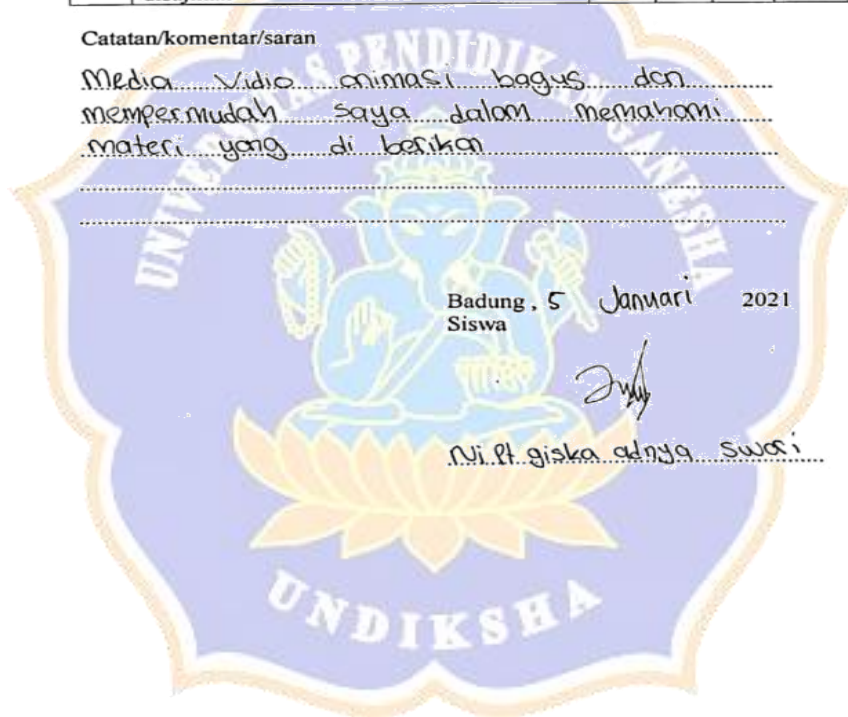 Catatan/komentar/saran
Media Vidio animasi bagus dan
mempermudah saya dalam memahami
materi yang di berikan
Badung, 5 Januari 2021
Siswa
Ni Pt giska adnya Swari
UNIVERSITAS PENDIDIKAN GANESHA
UNDIKSHA